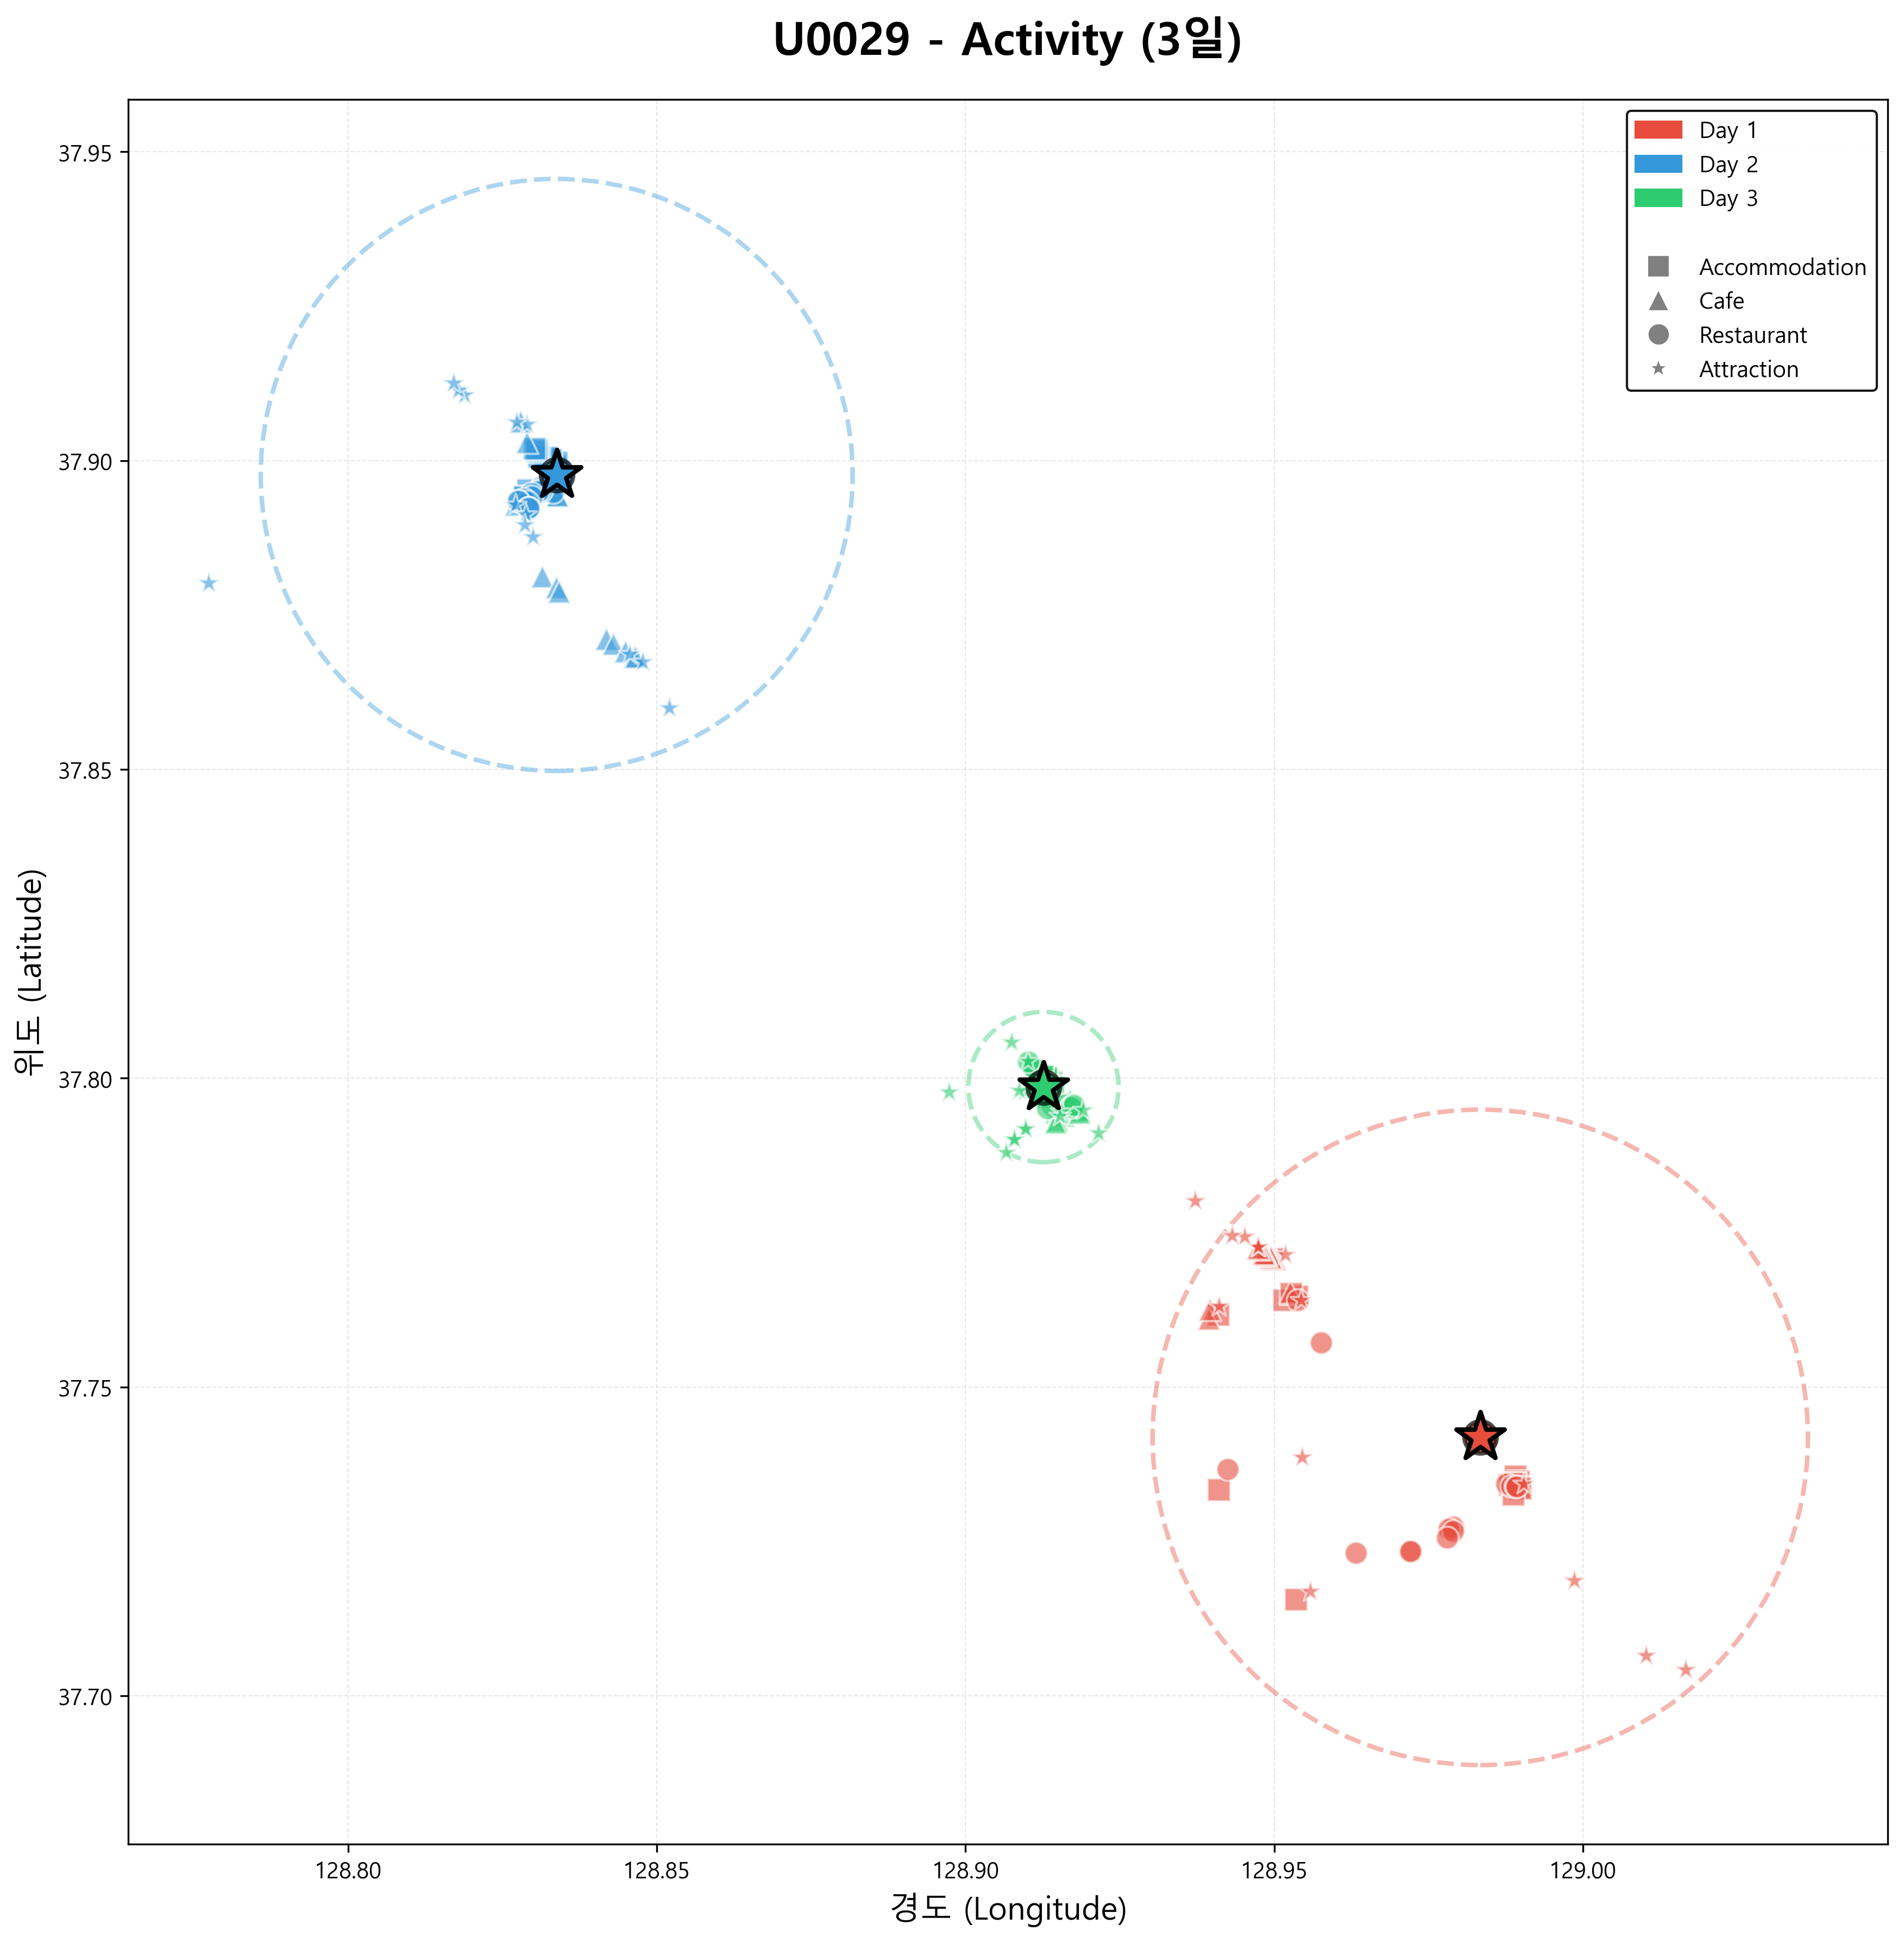 U0029 - Activity (3일)
Day 1
Day 2
Day 3
Accommodation
Cafe
Restaurant
Attraction
37.95
37.90
37.85
37.80
37.75
37.70
위도 (Latitude)
128.80
128.85
128.90
128.95
129.00
경도 (Longitude)